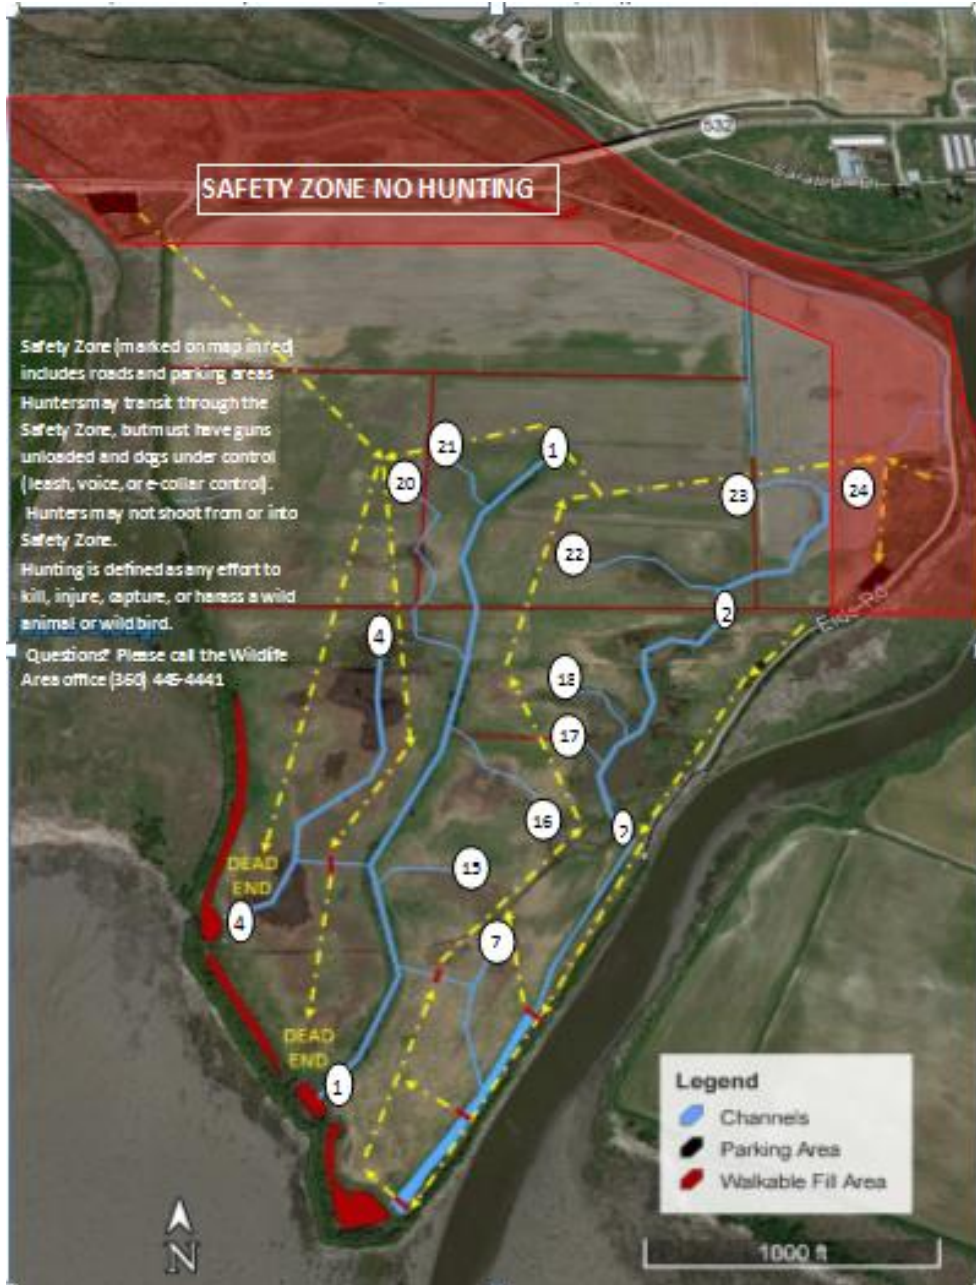 532
SAFETY ZONE NO HUNTING
Safety Zone (marked on map in red)
includes roads and parking areas
Hunters may transit through the
Safety Zone, but must have guns
unloaded and dogs under control
(leash, voice, or e-collar control).
Hunters may not shoot from or into
Safety Zone.
Hunting is defined as any effort to
kill, injure, capture, or harass a wild
animal or wild bird.
Questions? Please call the Wildlife
Area office (360) 445-4441
21
1
20
23
24
22
2
4
18
17
16
2
15
DEAD
END
4
7
DEAD
END
1
Legend
Channels
Parking Area
Walkable Fill Area
1000 ft
N